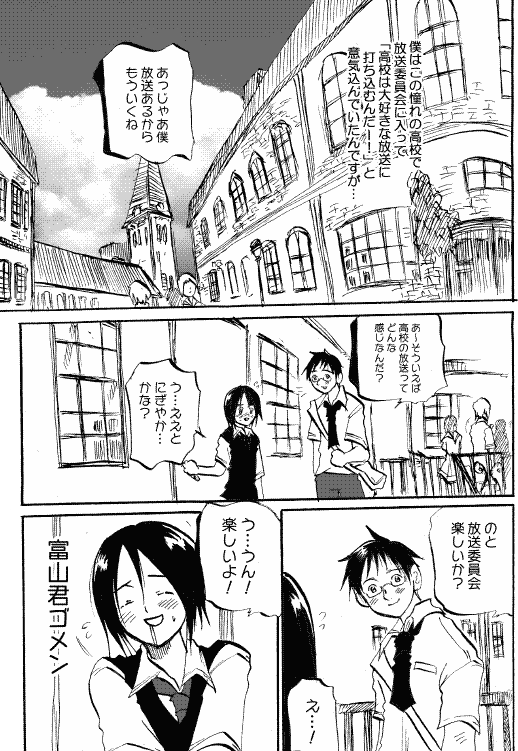 僕はこの憧れの高校で
放送委員会に入って
「高校は大好きな放送に
打ち込むんだー！」と
意気込んでいたんですが…
あっじゃあ僕
放送あるから
もういくね
あ～そういえば
高校の放送って
どんな
感じなんだ？
う…ええと
にぎやか…
かな？
のと
放送委員会
楽しいか？
え…！
う…うん！
楽しいよ！
富山君ゴメン